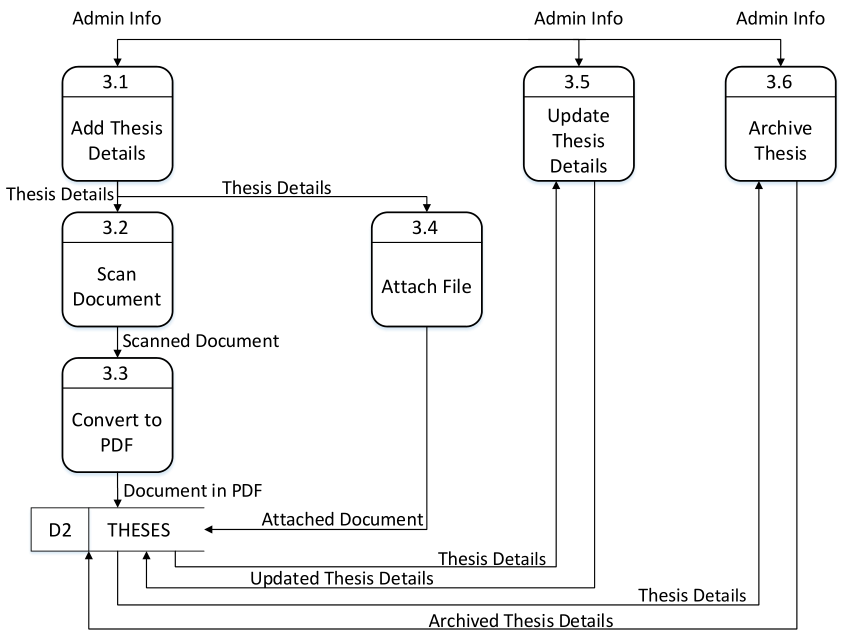 Admin Info
Admin Info
Admin Info
3.1
Add Thesis
Details
3.5
Update
Thesis
Details
3.6
Archive
Thesis
Thesis Details
Thesis Details
3.2
Scan
Document
3.4
Attach File
Scanned Document
3.3
Convert to
PDF
Document in PDF
D2
THESES
Attached Document
Thesis Details
Updated Thesis Details
Thesis Details
Archived Thesis Details